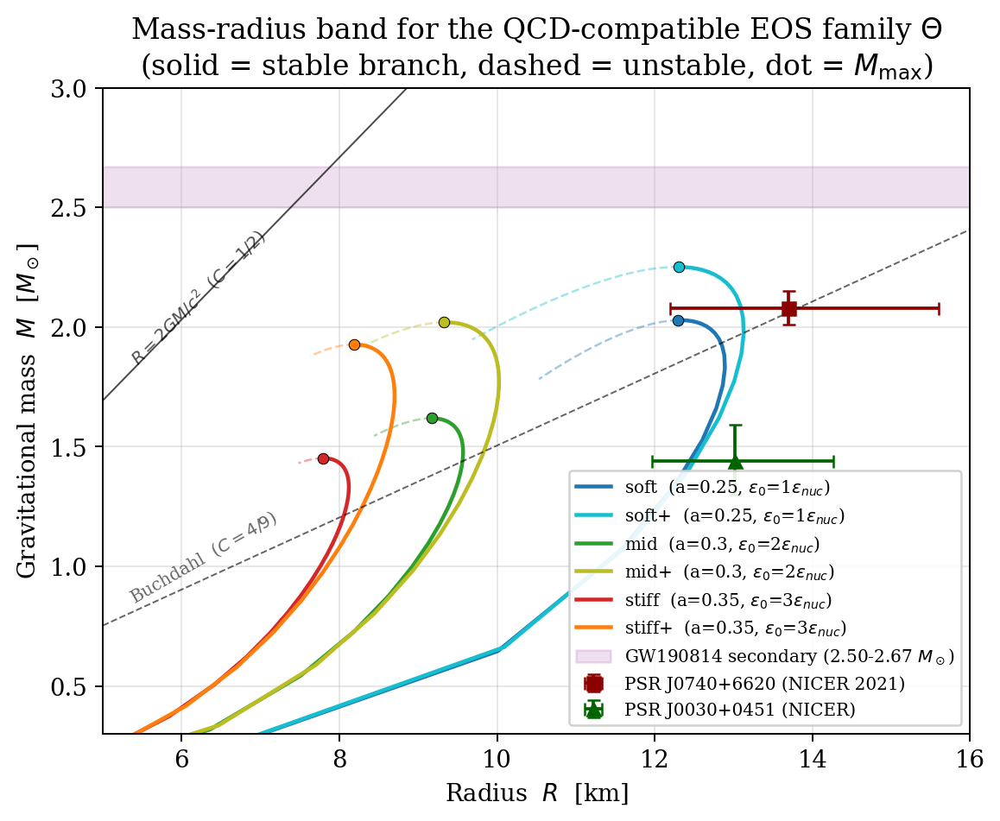 Mass-radius band for the QCD-compatible EOS family Θ
(solid = stable branch, dashed = unstable, dot = M_max)
Gravitational mass M [M_⊙]
3.0
2.5
2.0
1.5
1.0
0.5
R = 2GM/c² (C = 1/2)
Buchdahl (C = 4/9)
soft (a=0.25, ε₀=1ε_nuc)
soft+ (a=0.25, ε₀=1ε_nuc)
mid (a=0.3, ε₀=2ε_nuc)
mid+ (a=0.3, ε₀=2ε_nuc)
stiff (a=0.35, ε₀=3ε_nuc)
stiff+ (a=0.35, ε₀=3ε_nuc)
GW190814 secondary (2.50-2.67 M_⊙)
PSR J0740+6620 (NICER 2021)
PSR J0030+0451 (NICER)
6 8 10 12 14 16
Radius R [km]